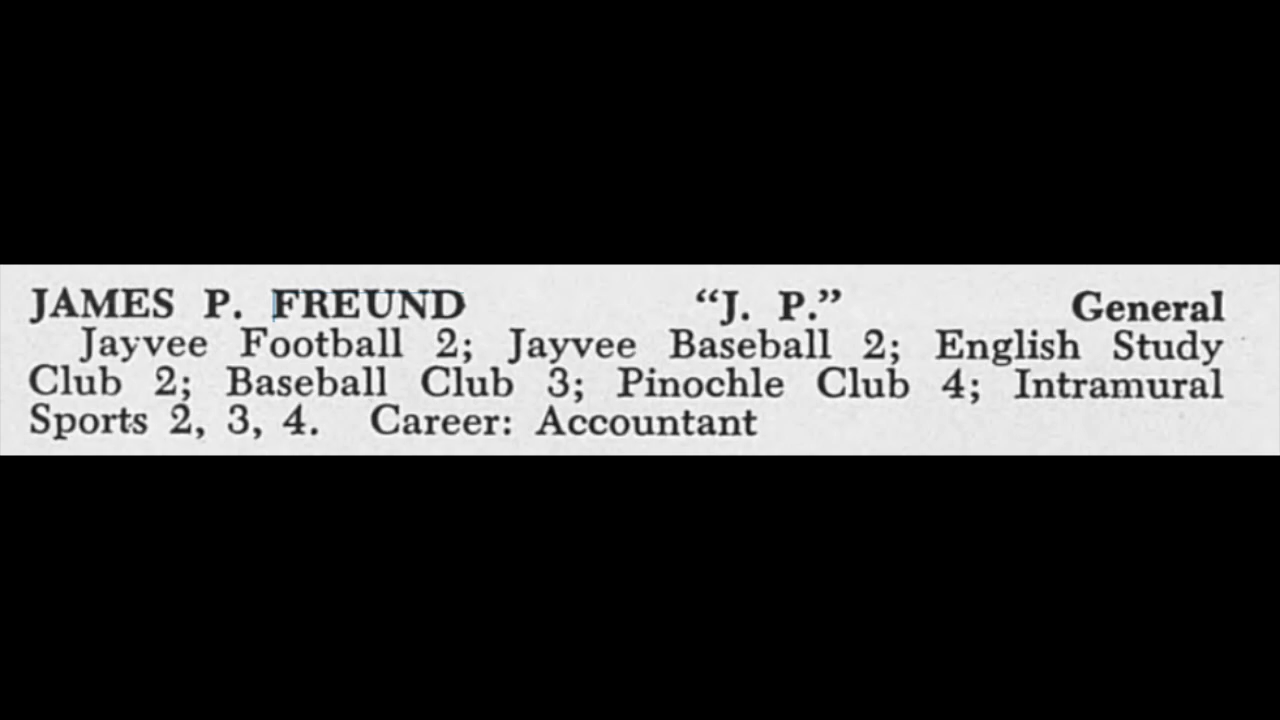 JAMES P. FREUND “J. P.” General
Jayvee Football 2; Jayvee Baseball 2; English Study
Club 2; Baseball Club 3; Pinochle Club 4; Intramural
Sports 2, 3, 4. Career: Accountant